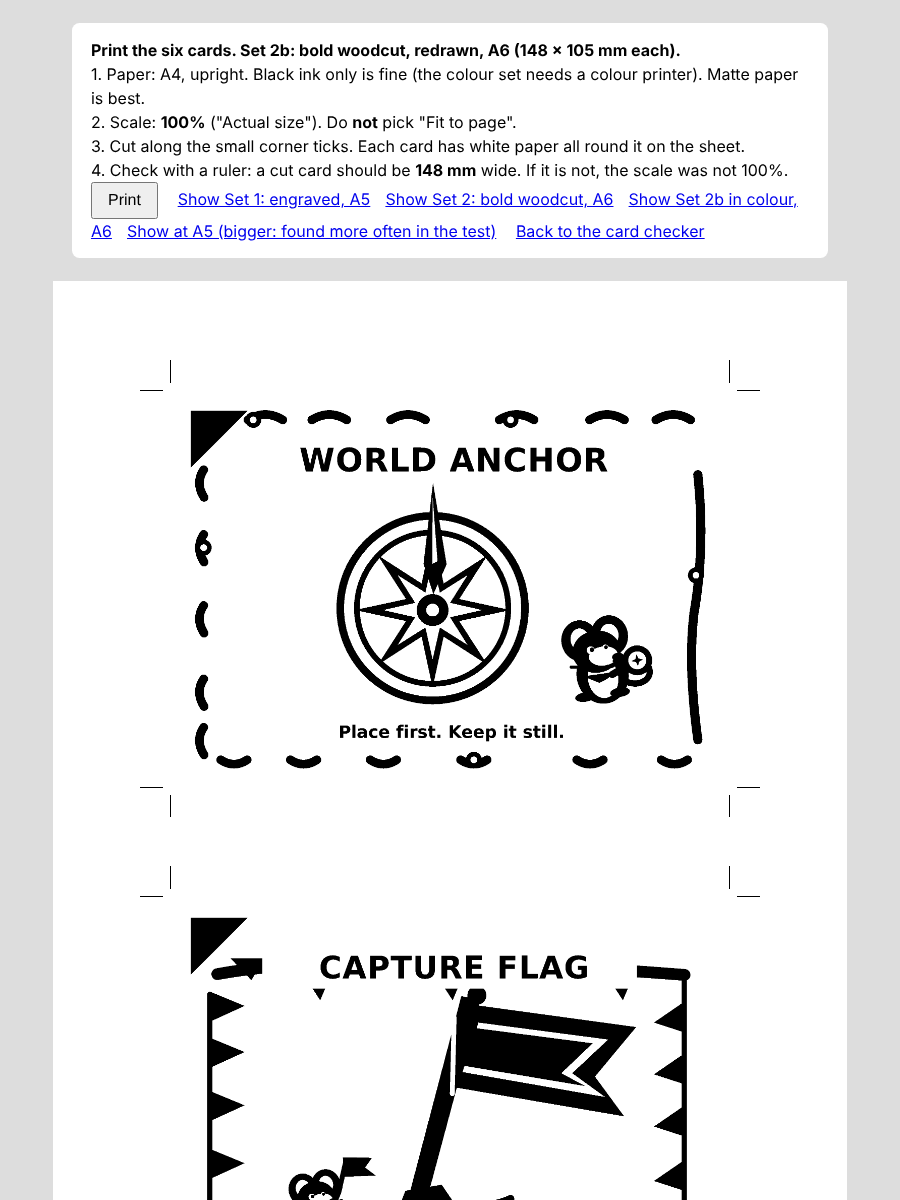 Print the six cards. Set 2b: bold woodcut, redrawn, A6 (148 × 105 mm each).
1. Paper: A4, upright. Black ink only is fine (the colour set needs a colour printer). Matte paper
is best.
2. Scale: 100% ("Actual size"). Do not pick "Fit to page".
3. Cut along the small corner ticks. Each card has white paper all round it on the sheet.
4. Check with a ruler: a cut card should be 148 mm wide. If it is not, the scale was not 100%.
Print Show Set 1: engraved, A5 Show Set 2: bold woodcut, A6 Show Set 2b in colour,
A6 Show at A5 (bigger: found more often in the test) Back to the card checker
WORLD ANCHOR
Place first. Keep it still.
CAPTURE FLAG